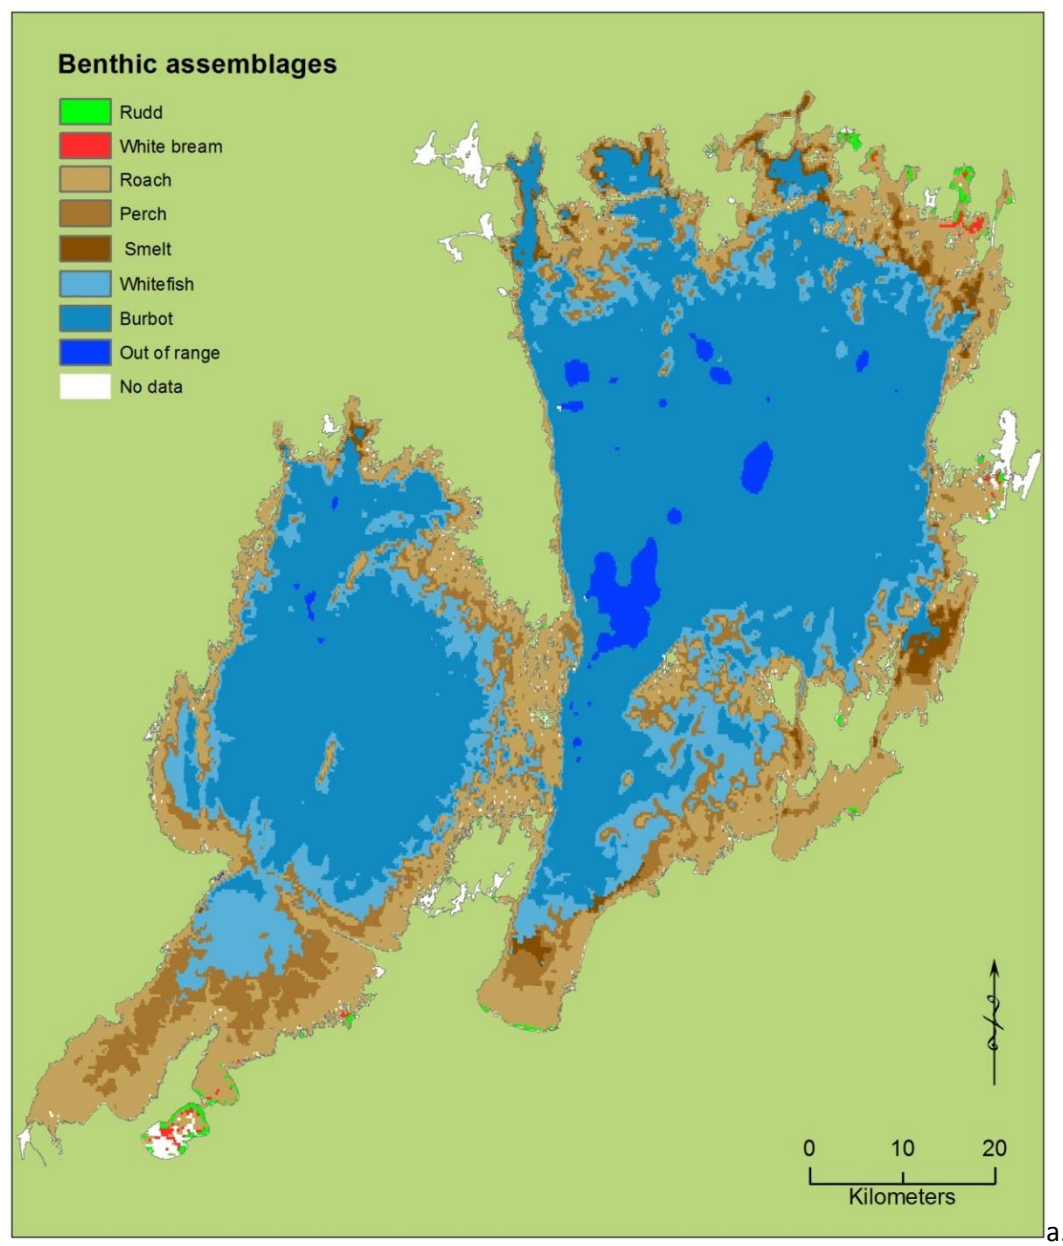 Benthic assemblages
Rudd
White bream
Roach
Perch
Smelt
Whitefish
Burbot
Out of range
No data
0 10 20
Kilometers
a